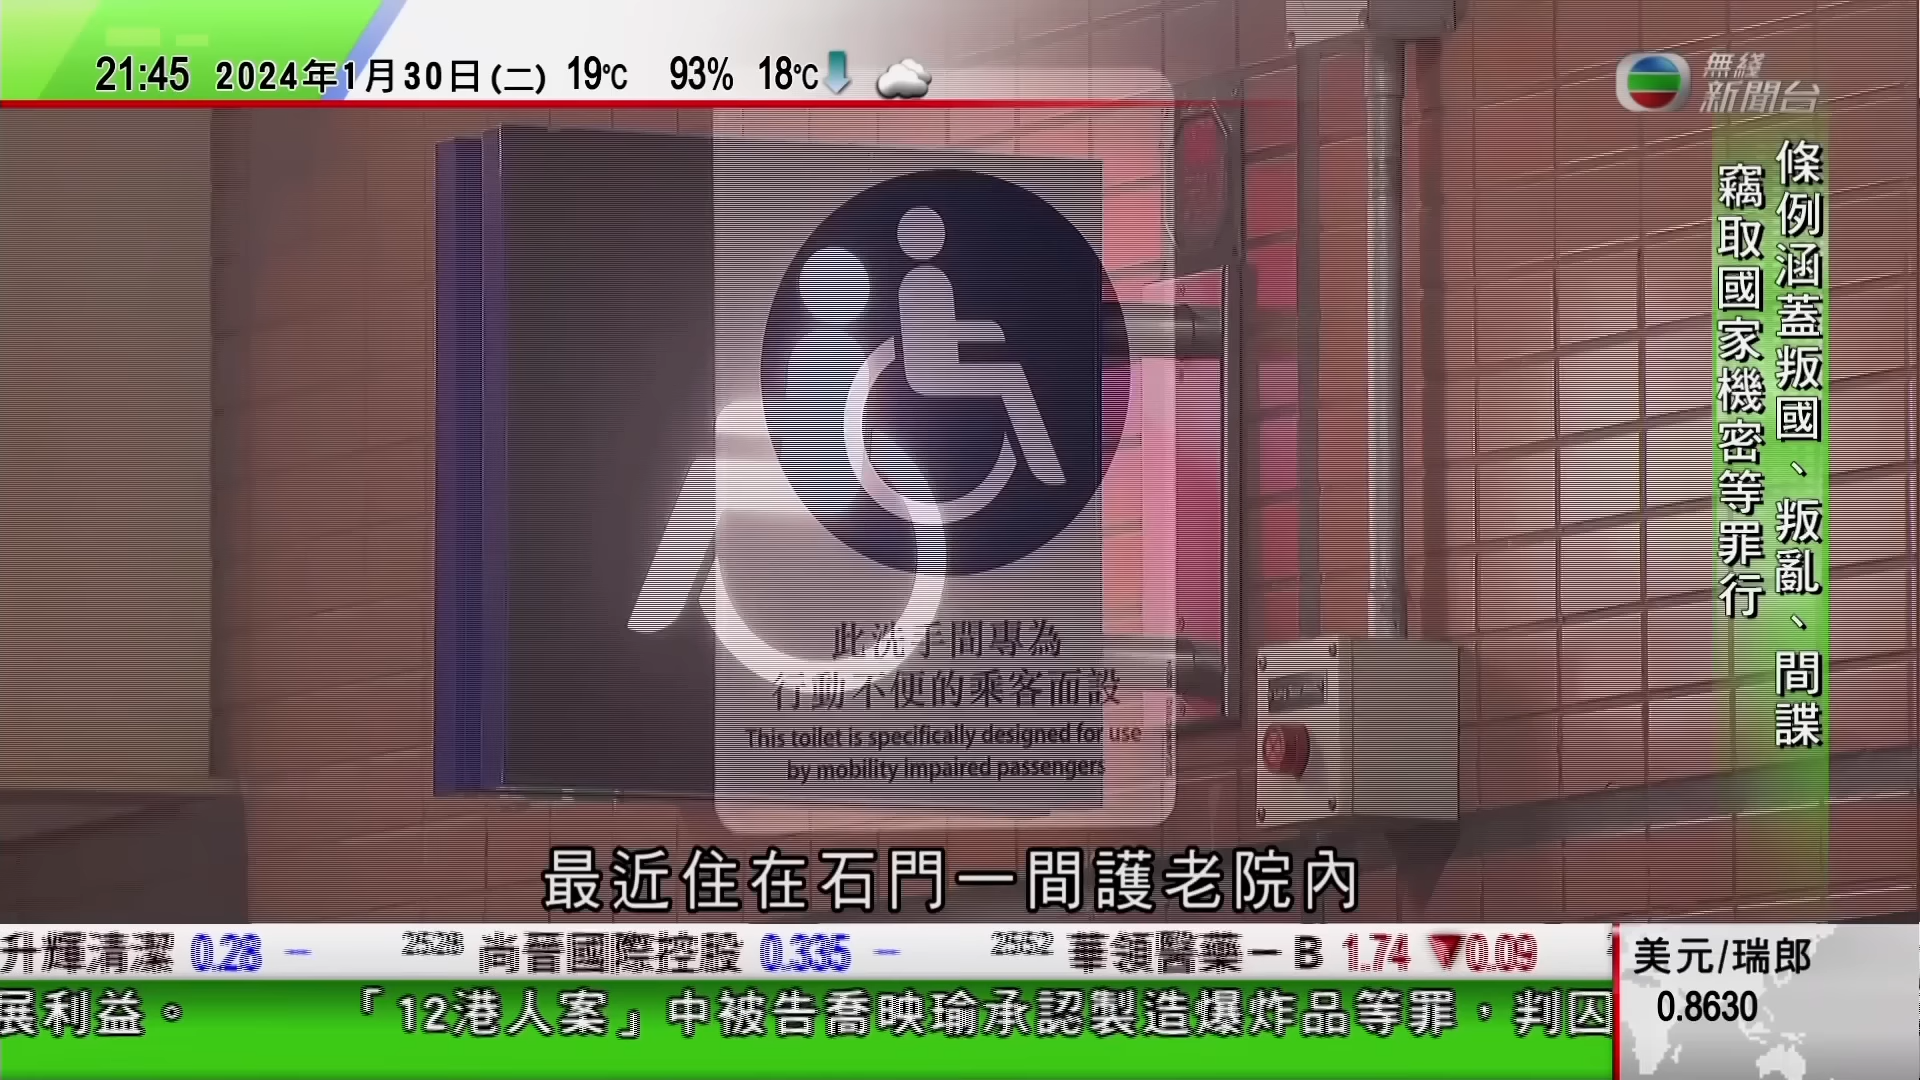 21:45 2024年1月30日(二) 19℃ 93% 18℃
無綫
新聞台
條例涵蓋叛國、叛亂、間諜
竊取國家機密等罪行
此洗手間專為
行動不便的乘客而設
This toilet is specifically designed for use
by mobility impaired passengers
最近住在石門一間護老院內
升輝清潔 0.28 - 2528 尚晉國際控股 0.335 - 2552 華領醫藥-B 1.74 ▼0.09
美元/瑞郎
0.8630
展利益。 「12港人案」中被告喬映瑜承認製造爆炸品等罪,判囚